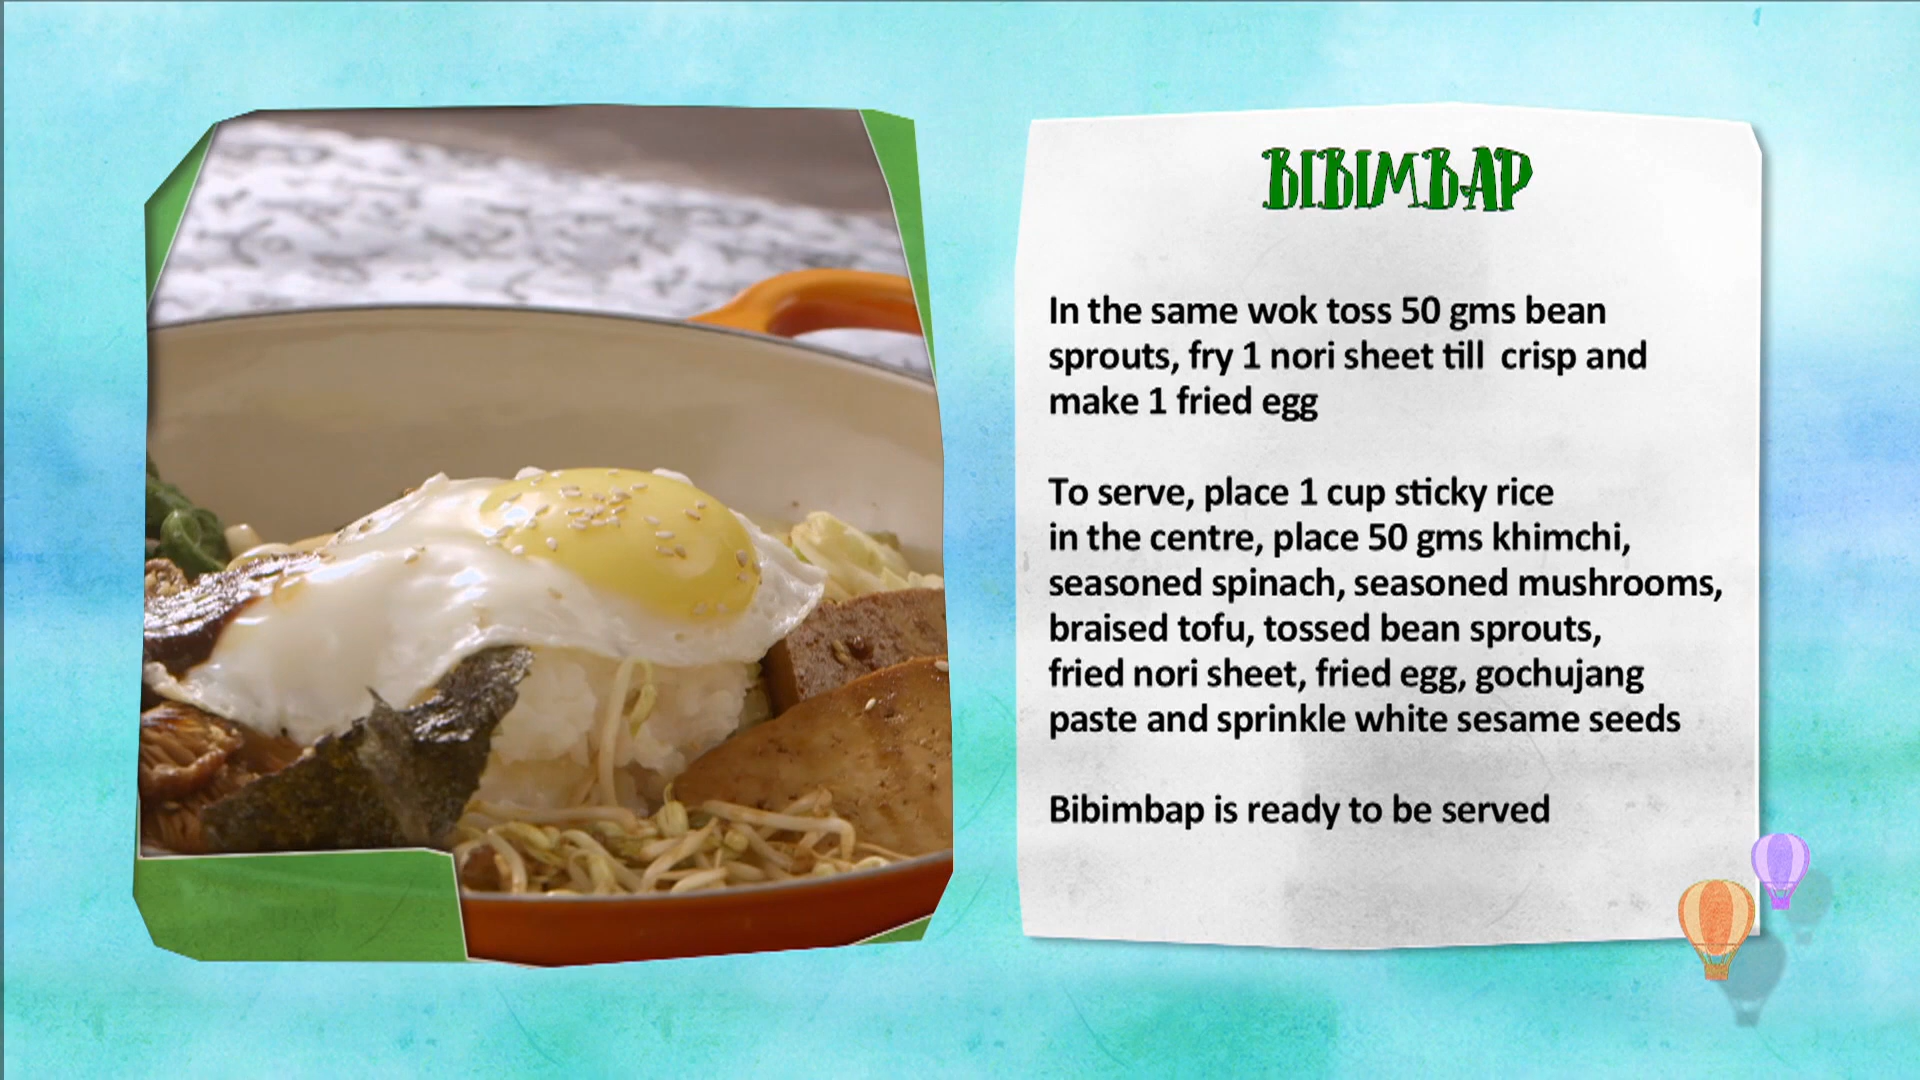 BIBIMBAP
In the same wok toss 50 gms bean
sprouts, fry 1 nori sheet till crisp and
make 1 fried egg
To serve, place 1 cup sticky rice
in the centre, place 50 gms khimchi,
seasoned spinach, seasoned mushrooms,
braised tofu, tossed bean sprouts,
fried nori sheet, fried egg, gochujang
paste and sprinkle white sesame seeds
Bibimbap is ready to be served